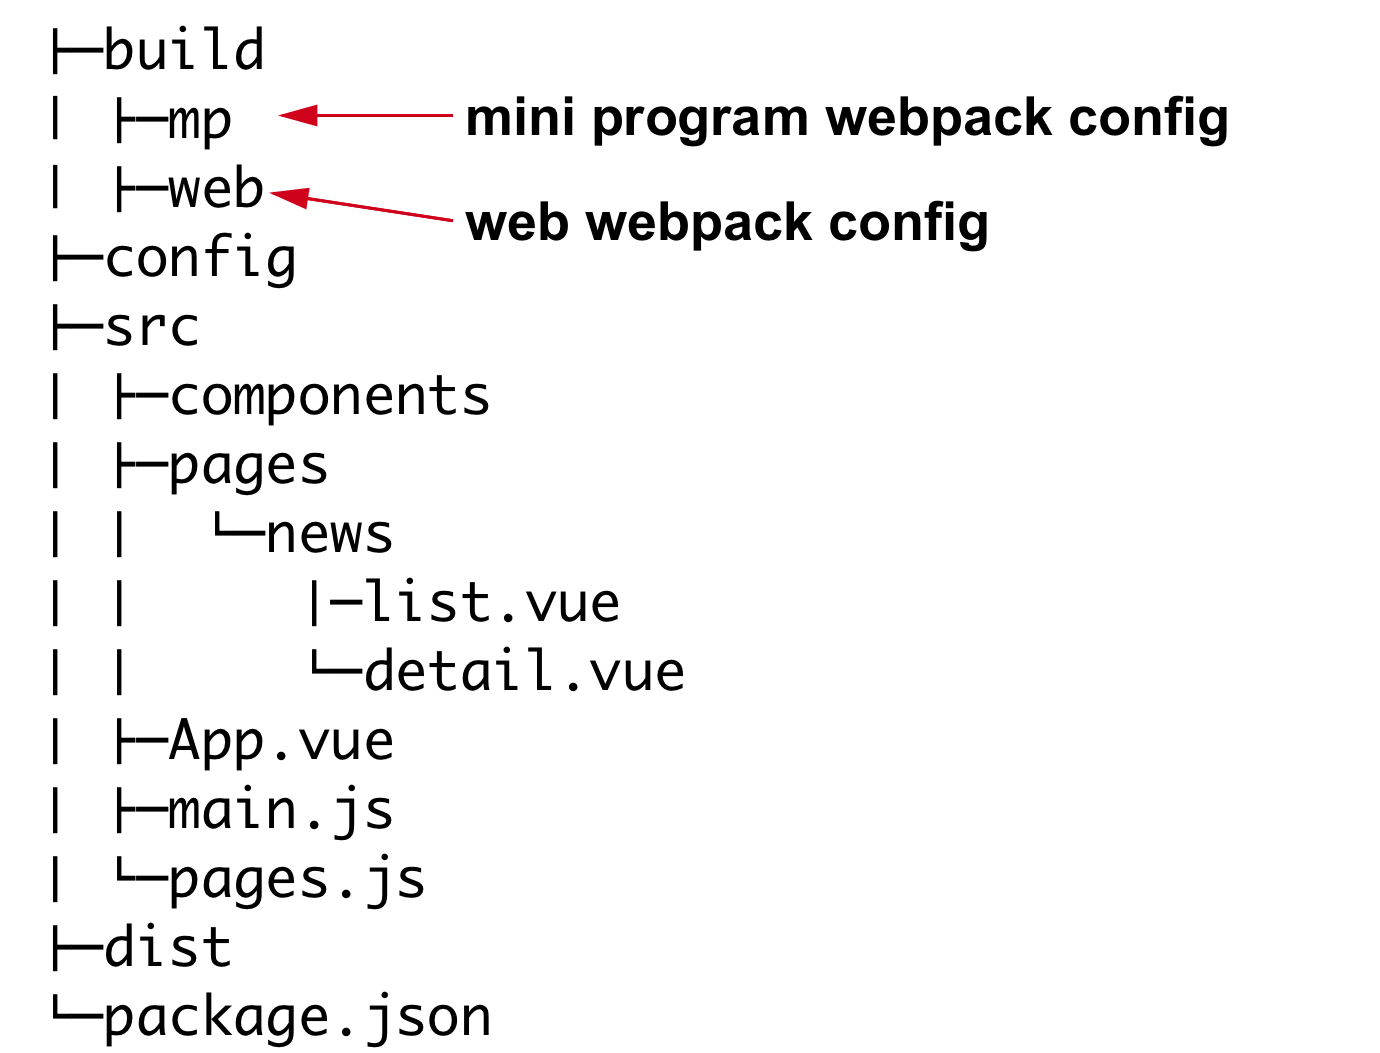 ├─build
│ ├─mp mini program webpack config
│ ├─web web webpack config
├─config
├─src
│ ├─components
│ ├─pages
│ │  └─news
│ │     |─list.vue
│ │     └─detail.vue
│ ├─App.vue
│ ├─main.js
│ └─pages.js
├─dist
└─package.json